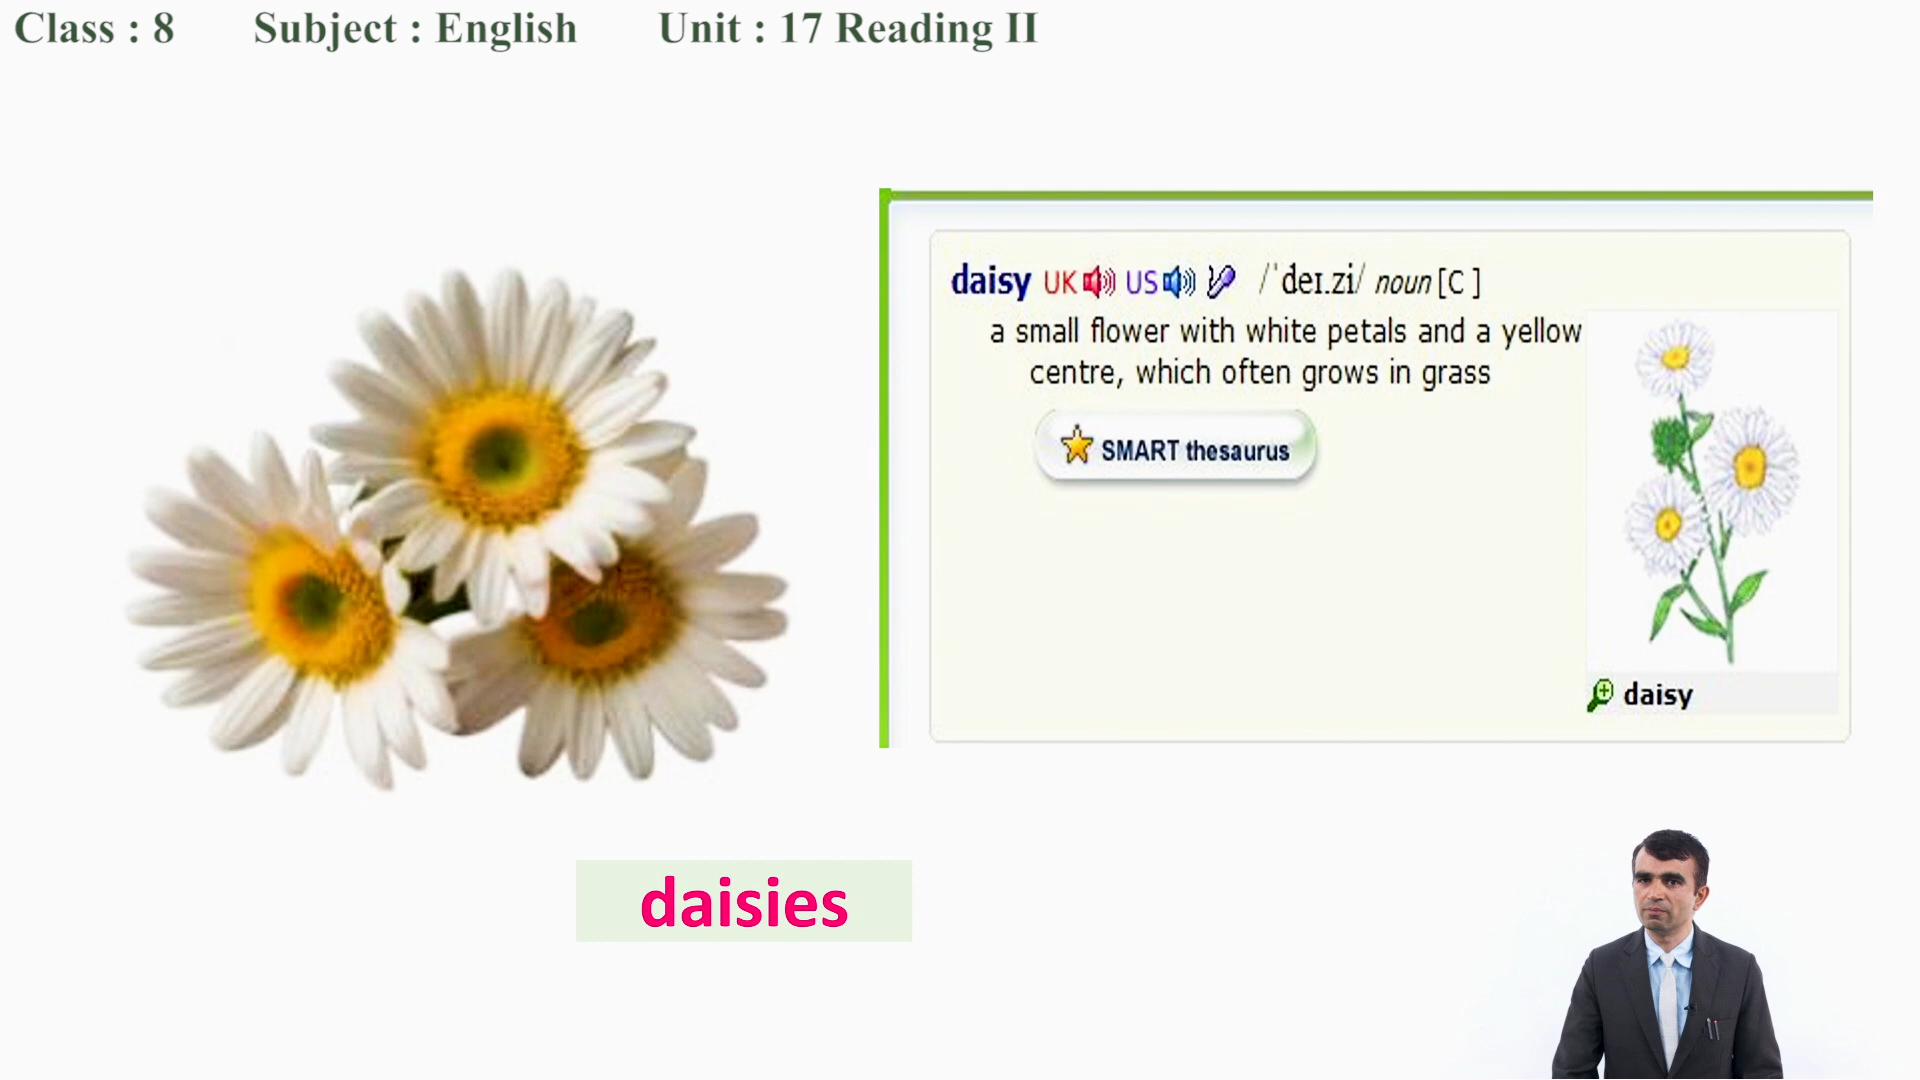 Class : 8 Subject : English Unit : 17 Reading II
daisy UK US /ˈdeɪ.zi/ noun [C ]
a small flower with white petals and a yellow
centre, which often grows in grass
SMART thesaurus
daisy
daisies